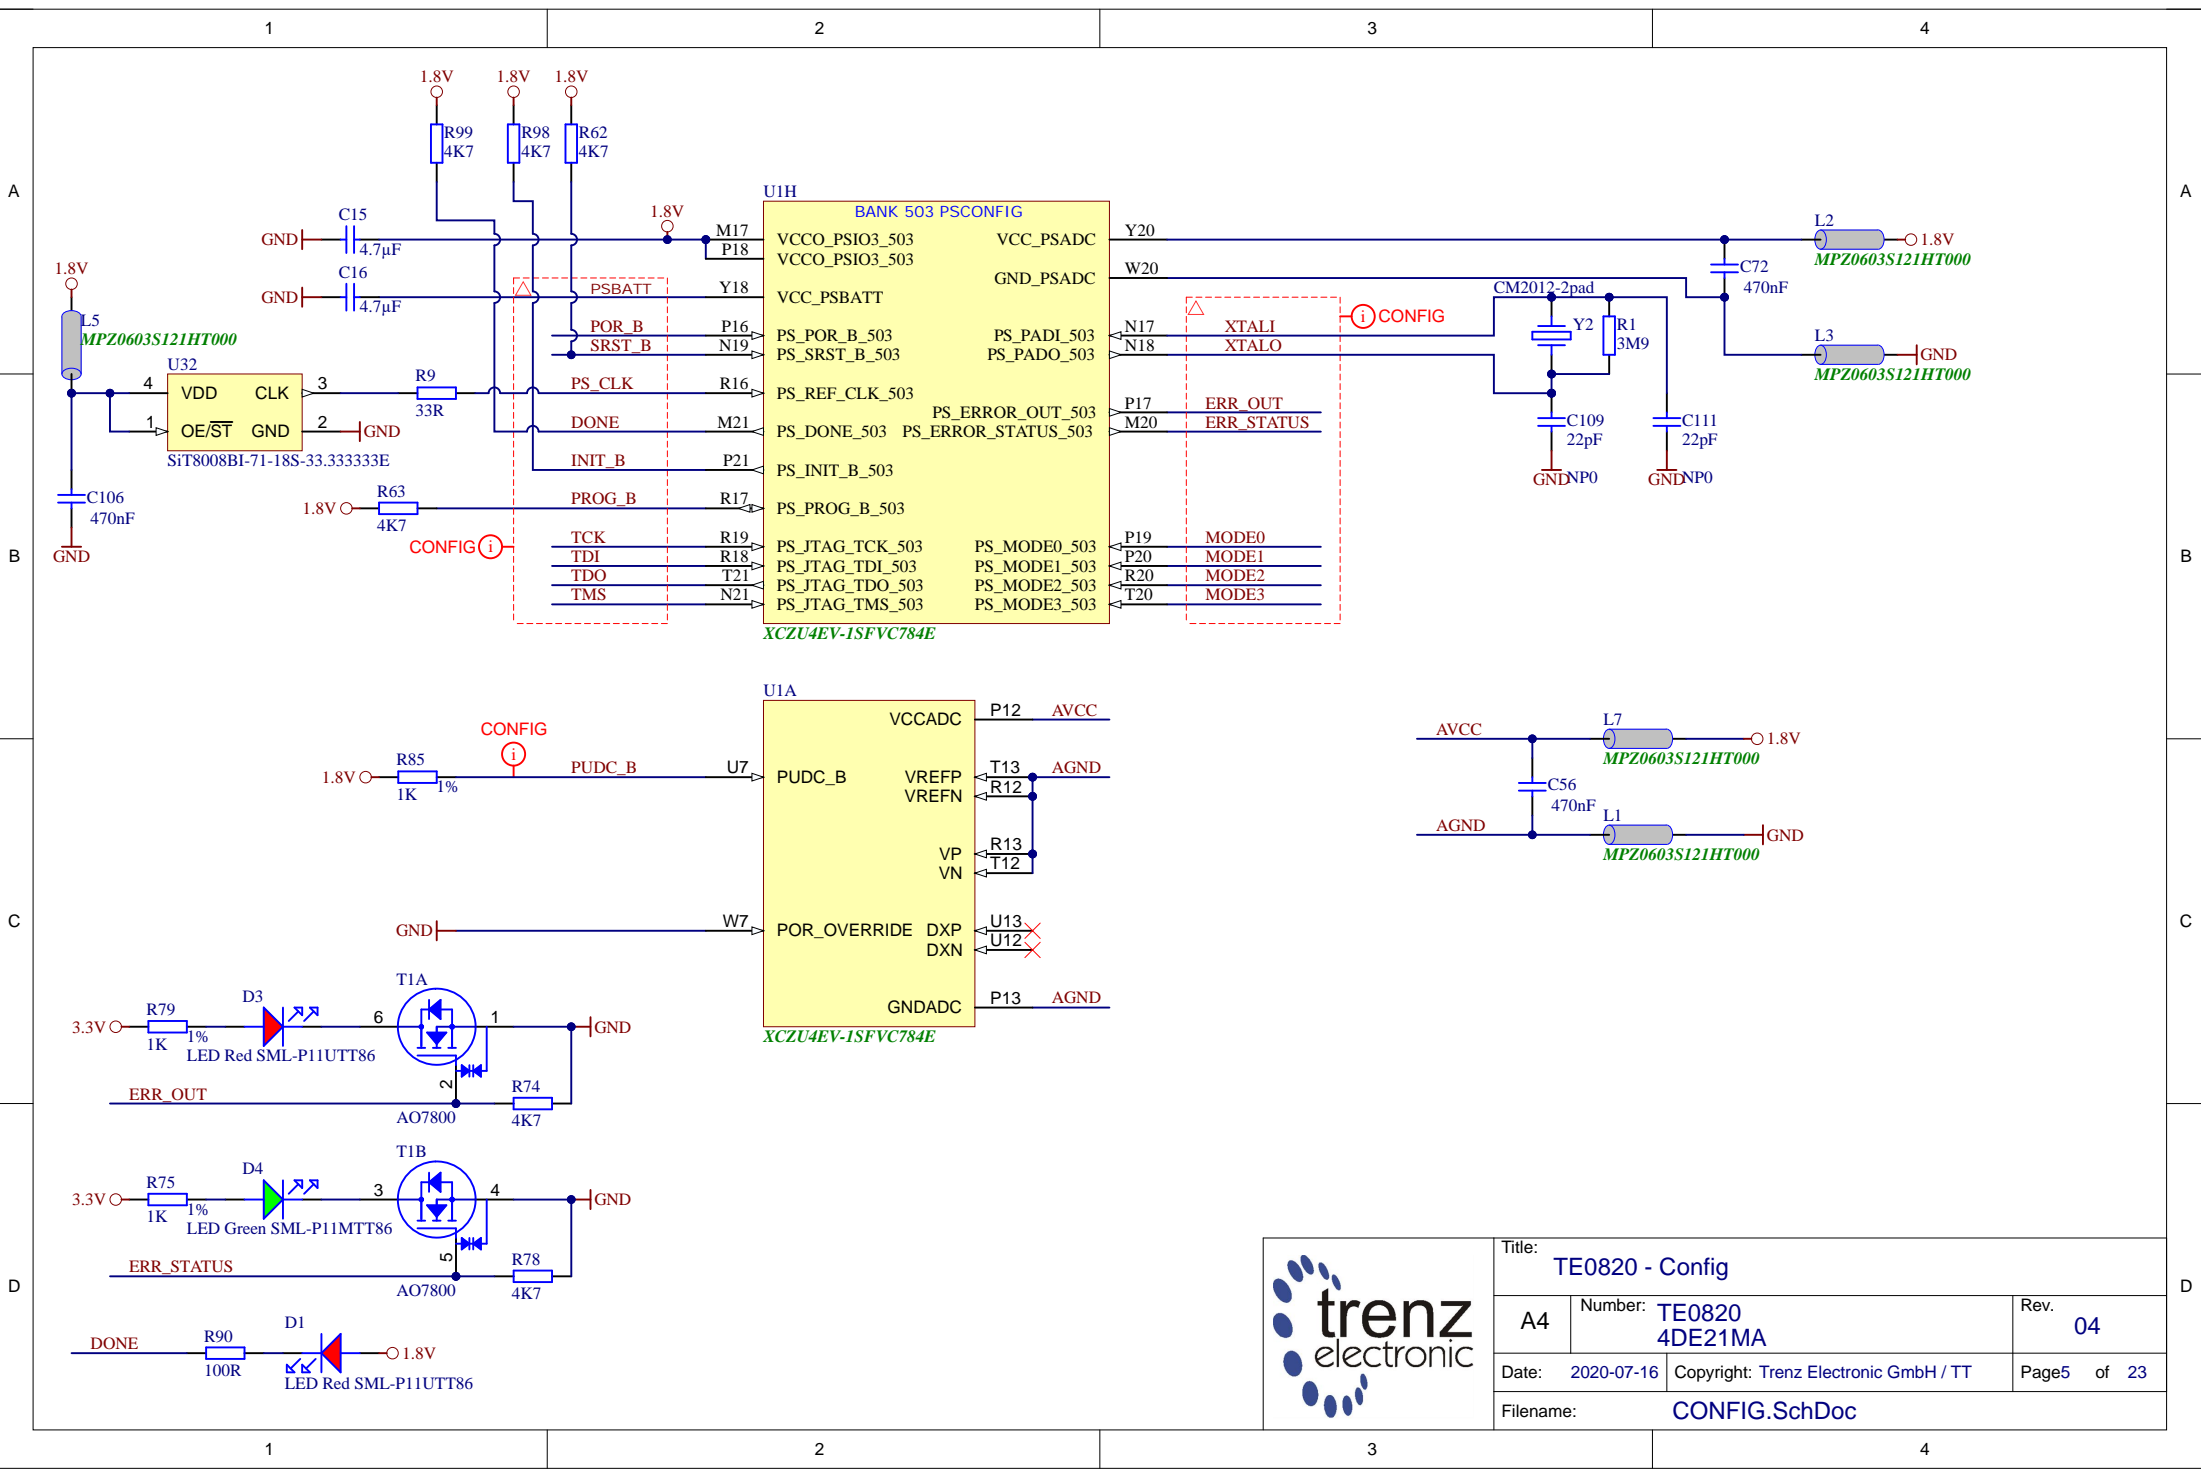 1 2 3 4
A A
B B
C C
D D
1.8V 1.8V 1.8V
R99 R98 R62
4K7 4K7 4K7
U1H
BANK 503 PSCONFIG
C15 1.8V
GND 4.7µF
C16
GND 4.7µF
M17 VCCO_PSIO3_503
P18 VCCO_PSIO3_503
PSBATT Y18 VCC_PSBATT
POR_B P16 PS_POR_B_503
SRST_B N19 PS_SRST_B_503
PS_CLK R16 PS_REF_CLK_503
DONE M21 PS_DONE_503
INIT_B P21 PS_INIT_B_503
PROG_B R17 PS_PROG_B_503
TCK R19 PS_JTAG_TCK_503
TDI R18 PS_JTAG_TDI_503
TDO T21 PS_JTAG_TDO_503
TMS N21 PS_JTAG_TMS_503
VCC_PSADC Y20
GND_PSADC W20
PS_PADI_503 N17 XTALI
PS_PADO_503 N18 XTALO
PS_ERROR_OUT_503 P17 ERR_OUT
PS_ERROR_STATUS_503 M20 ERR_STATUS
PS_MODE0_503 P19 MODE0
PS_MODE1_503 P20 MODE1
PS_MODE2_503 R20 MODE2
PS_MODE3_503 T20 MODE3
XCZU4EV-1SFVC784E
i CONFIG
CONFIG i
1.8V
L5
MPZ0603S121HT000
U32
4 VDD CLK 3
1 OE/ST GND 2 GND
SiT8008BI-71-18S-33.333333E
R9
33R
C106
470nF
GND
1.8V R63
4K7
L2
1.8V
MPZ0603S121HT000
C72
470nF
L3
GND
MPZ0603S121HT000
CM2012-2pad
Y2 R1
3M9
C109 C111
22pF 22pF
GND NP0 GND NP0
U1A
VCCADC P12 AVCC
CONFIG
i
1.8V R85
1K 1%
PUDC_B U7 PUDC_B
VREFP T13 AGND
VREFN R12
VP R13
VN T12
GND W7 POR_OVERRIDE
DXP U13
DXN U12
GNDADC P13 AGND
XCZU4EV-1SFVC784E
AVCC L7 1.8V
MPZ0603S121HT000
C56
470nF
AGND L1 GND
MPZ0603S121HT000
T1A
3.3V R79 D3 6 1 GND
1K 1%
LED Red SML-P11UTT86
2
ERR_OUT R74
AO7800 4K7
T1B
3.3V R75 D4 3 4 GND
1K 1%
LED Green SML-P11MTT86
5
ERR_STATUS R78
AO7800 4K7
DONE R90 D1 1.8V
100R
LED Red SML-P11UTT86
trenz
electronic
Title:
TE0820 - Config
A4 Number: TE0820
4DE21MA
Rev.
04
Date: 2020-07-16 Copyright: Trenz Electronic GmbH / TT Page5 of 23
Filename: CONFIG.SchDoc
1 2 3 4